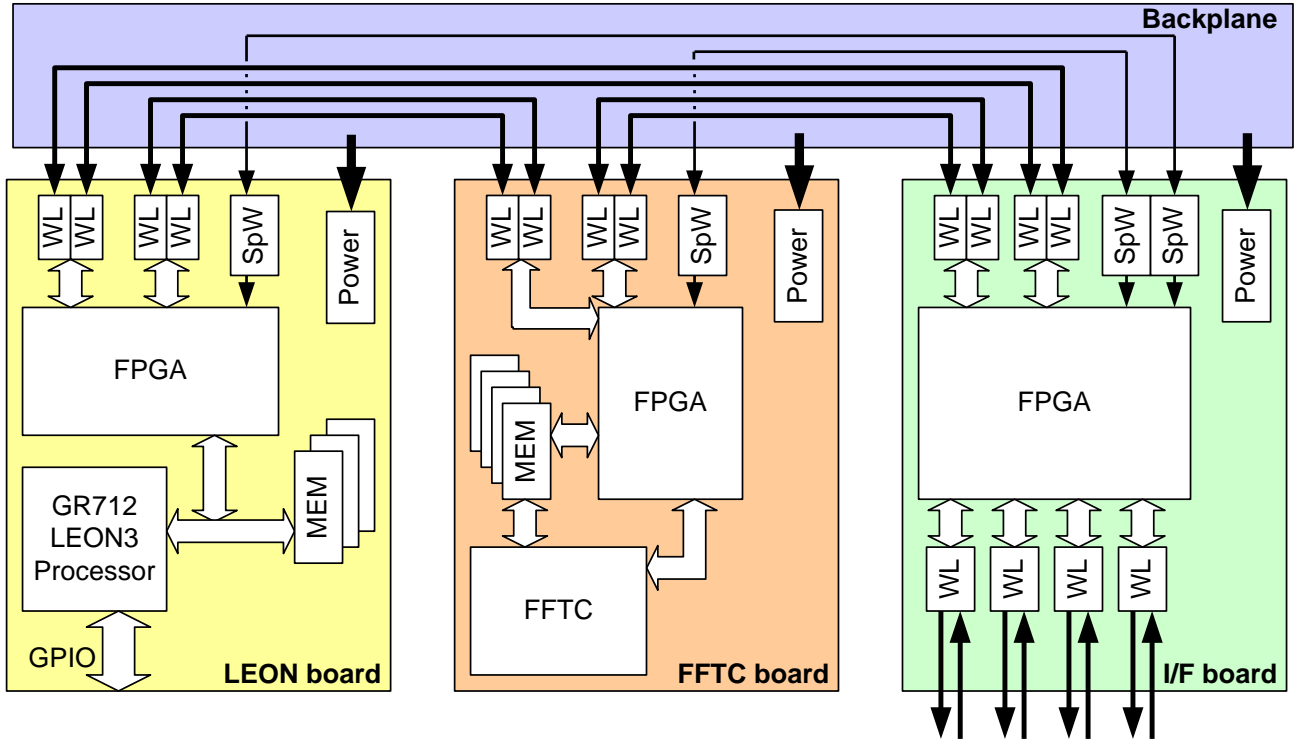 Backplane
WL
WL
WL
WL
SpW
Power
FPGA
GR712
LEON3
Processor
MEM
GPIO
LEON board
WL
WL
WL
WL
SpW
Power
FPGA
MEM
FFTC
FFTC board
WL
WL
WL
WL
SpW
SpW
Power
FPGA
WL
WL
WL
WL
I/F board